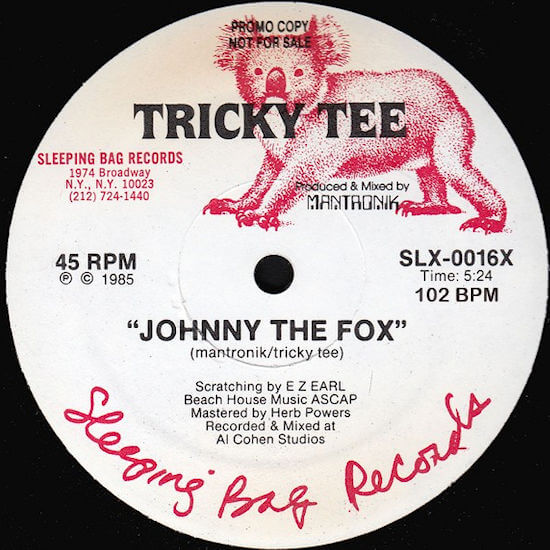 PROMO COPY
NOT FOR SALE
TRICKY TEE
SLEEPING BAG RECORDS
1974 Broadway
N.Y., N.Y. 10023
(212) 724-1440
Produced & Mixed by
MANTRONIK
45 RPM
Ⓟ © 1985
SLX-0016X
Time: 5:24
102 BPM
"JOHNNY THE FOX"
(mantronik/tricky tee)
Scratching by E Z EARL
Beach House Music ASCAP
Mastered by Herb Powers
Recorded & Mixed at
Al Cohen Studios
Sleeping Bag Records